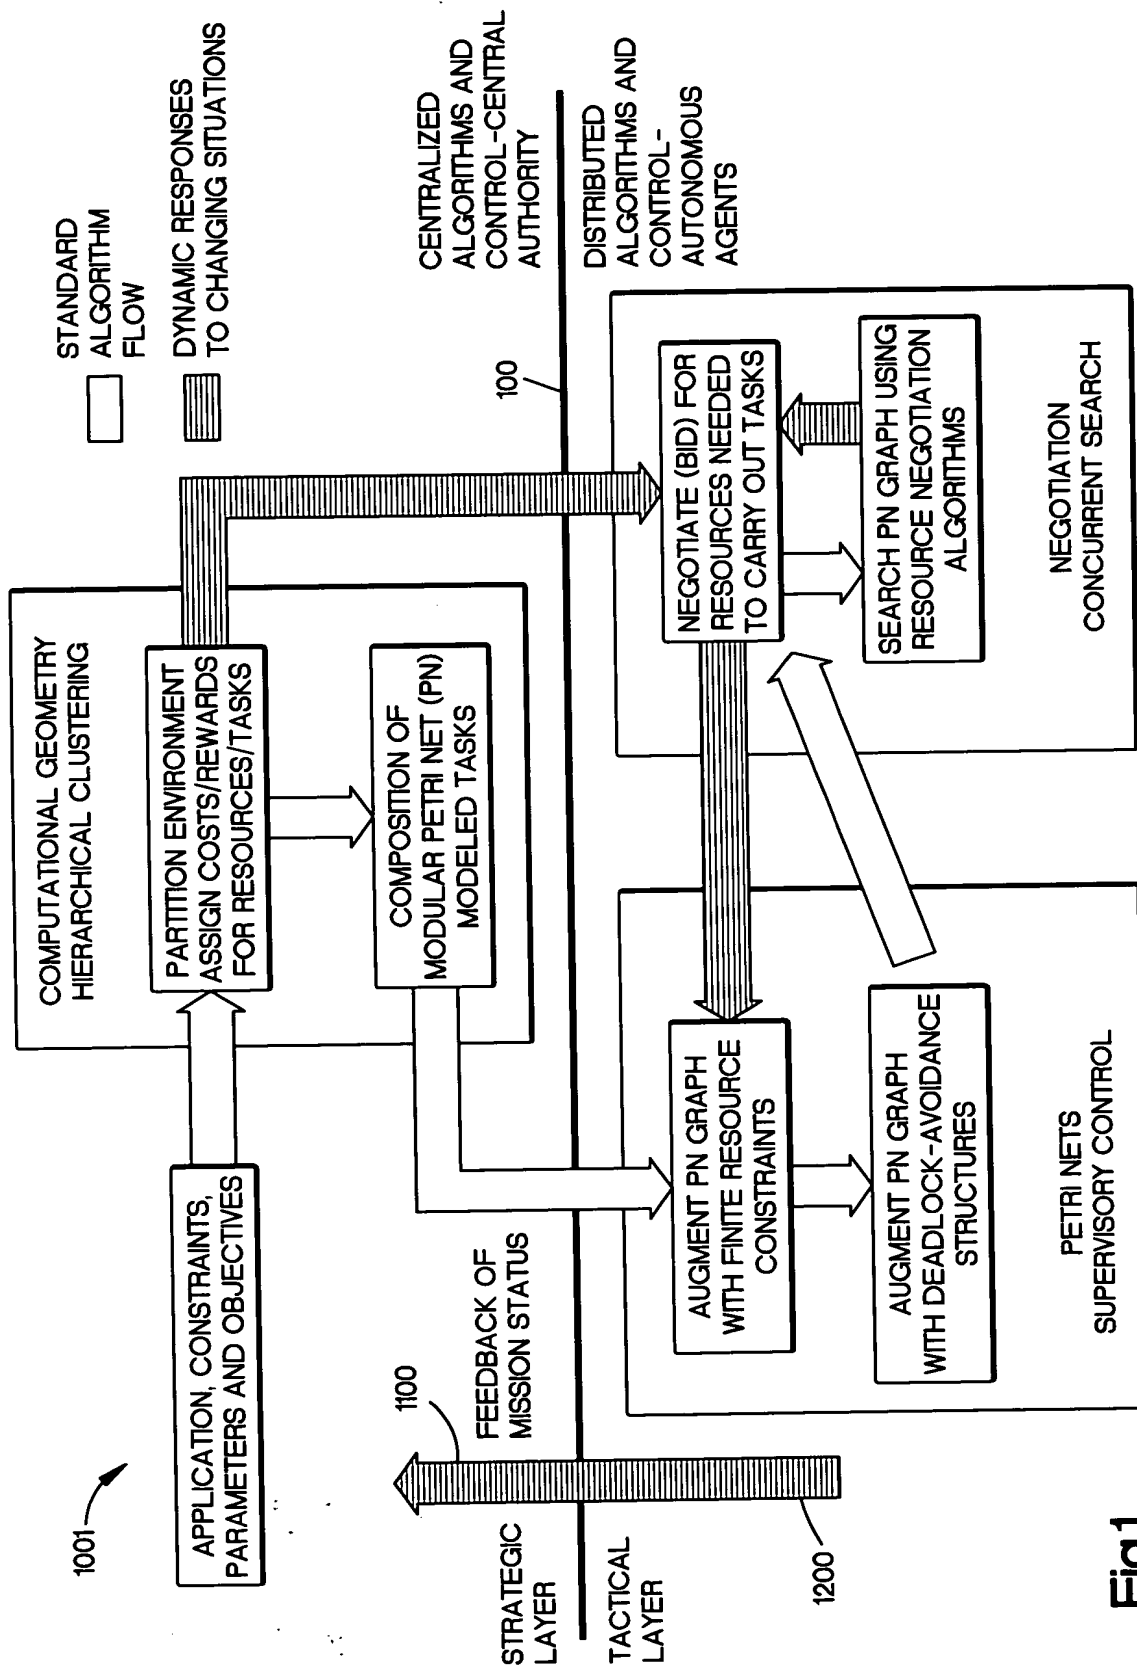 1001
APPLICATION, CONSTRAINTS,
PARAMETERS AND OBJECTIVES
COMPUTATIONAL GEOMETRY
HIERARCHICAL CLUSTERING
PARTITION ENVIRONMENT
ASSIGN COSTS/REWARDS
FOR RESOURCES/TASKS
COMPOSITION OF
MODULAR PETRI NET (PN)
MODELED TASKS
STANDARD
ALGORITHM
FLOW
DYNAMIC RESPONSES
TO CHANGING SITUATIONS
STRATEGIC
LAYER
1100
FEEDBACK OF
MISSION STATUS
100
CENTRALIZED
ALGORITHMS AND
CONTROL-CENTRAL
AUTHORITY
TACTICAL
LAYER
1200
DISTRIBUTED
ALGORITHMS AND
CONTROL-
AUTONOMOUS
AGENTS
AUGMENT PN GRAPH
WITH FINITE RESOURCE
CONSTRAINTS
AUGMENT PN GRAPH
WITH DEADLOCK-AVOIDANCE
STRUCTURES
PETRI NETS
SUPERVISORY CONTROL
NEGOTIATE (BID) FOR
RESOURCES NEEDED
TO CARRY OUT TASKS
SEARCH PN GRAPH USING
RESOURCE NEGOTIATION
ALGORITHMS
NEGOTIATION
CONCURRENT SEARCH
Fig1